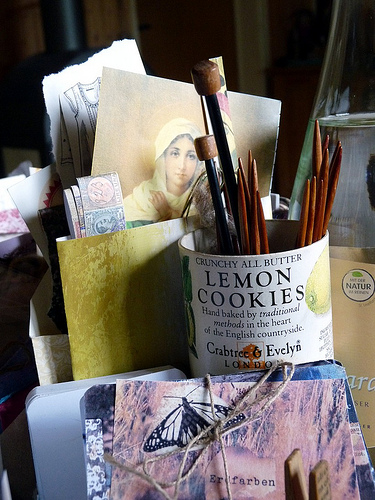 CRUNCHY ALL BUTTER
LEMON
COOKIES
Hand baked by traditional
methods in the heart
of the English countryside.
Crabtree & Evelyn®
LONDON
NATUR
Erdfarben